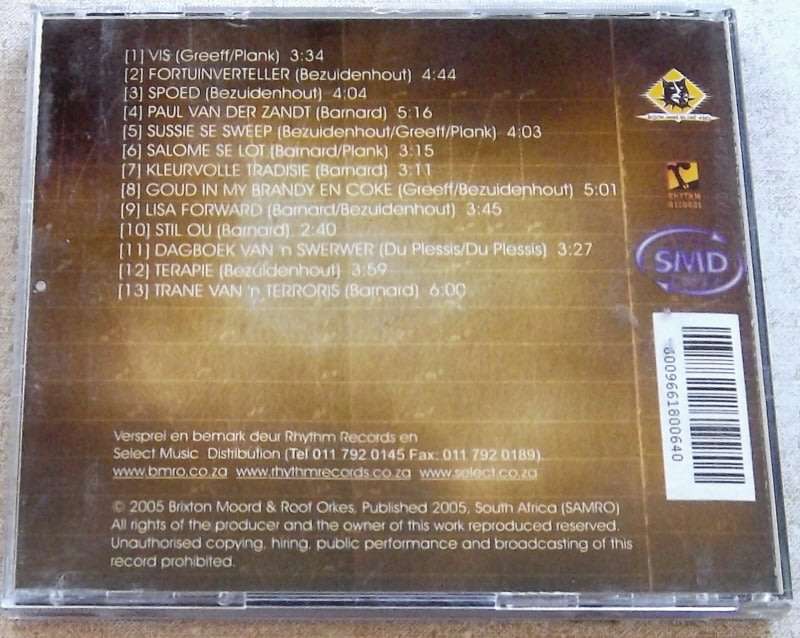 [1] VIS (Greeff/Plank) 3:34
[2] FORTUINVERTELLER (Bezuidenhout) 4:44
[3] SPOED (Bezuidenhout) 4:04
[4] PAUL VAN DER ZANDT (Barnard) 5:16
[5] SUSSIE SE SWEEP (Bezuidenhout/Greeff/Plank) 4:03
[6] SALOME SE LOT (Barnard/Plank) 3:15
[7] KLEURVOLLE TRADISIE (Barnard) 3:11
[8] GOUD IN MY BRANDY EN COKE (Greeff/Bezuidenhout) 5:01
[9] LISA FORWARD (Barnard/Bezuidenhout) 3:45
[10] STIL OU (Barnard) 2:40
[11] DAGBOEK VAN 'n SWERWER (Du Plessis/Du Plessis) 3:27
[12] TERAPIE (Bezuidenhout) 3:59
[13] TRANE VAN 'n TERRORIS (Barnard) 6:00
RHYTHM
RECORDS
SMD
6009661800640
Versprei en bemark deur Rhythm Records en
Select Music Distribution (Tel 011 792 0145 Fax: 011 792 0189).
www.bmro.co.za www.rhythmrecords.co.za www.select.co.za
© 2005 Brixton Moord & Roof Orkes, Published 2005, South Africa (SAMRO)
All rights of the producer and the owner of this work reproduced reserved.
Unauthorised copying, hiring, public performance and broadcasting of this
record prohibited.